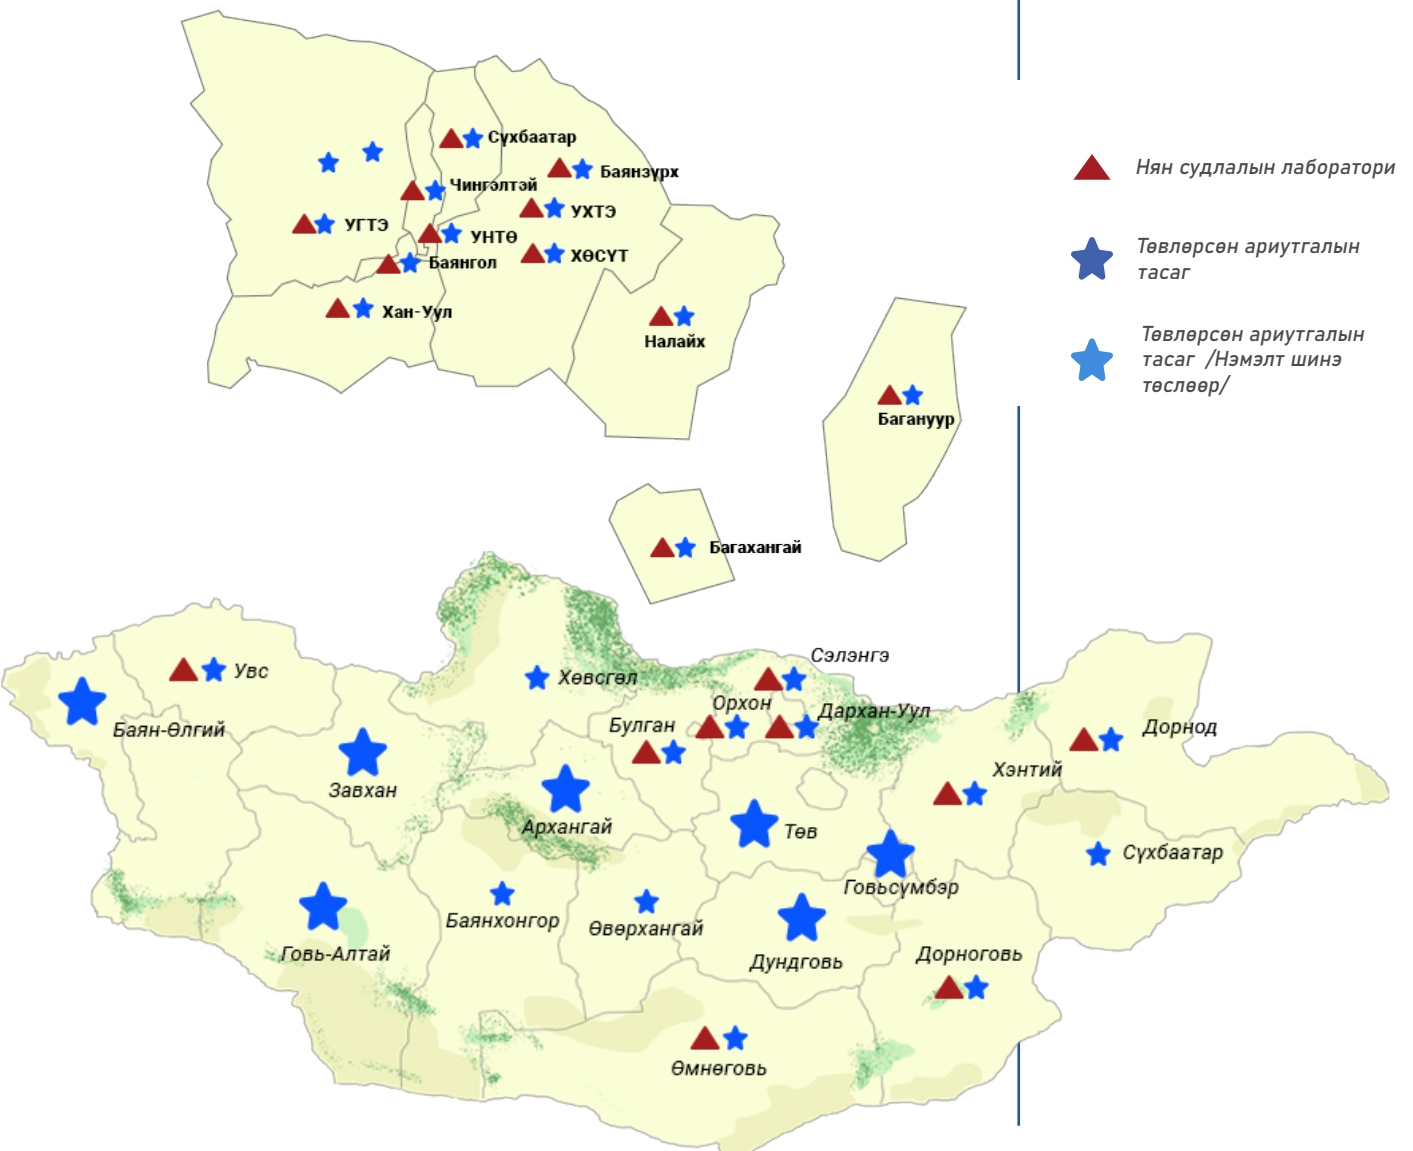 Сүхбаатар
Баянзүрх
Чингэлтэй
УХТЭ
УГТЭ
УНТӨ
ХӨСҮТ
Баянгол
Хан-Уул
Налайх
Багануур
Багахангай
Нян судлалын лаборатори
Төвлөрсөн ариутгалын
тасаг
Төвлөрсөн ариутгалын
тасаг /Нэмэлт шинэ
төслөөр/
Сэлэнгэ
Увс
Хөвсгөл
Орхон
Дархан-Уул
Булган
Баян-Өлгий
Дорнод
Хэнтий
Завхан
Архангай
Төв
Сүхбаатар
Говьсүмбэр
Баянхонгор
Өвөрхангай
Говь-Алтай
Дундговь
Дорноговь
Өмнөговь